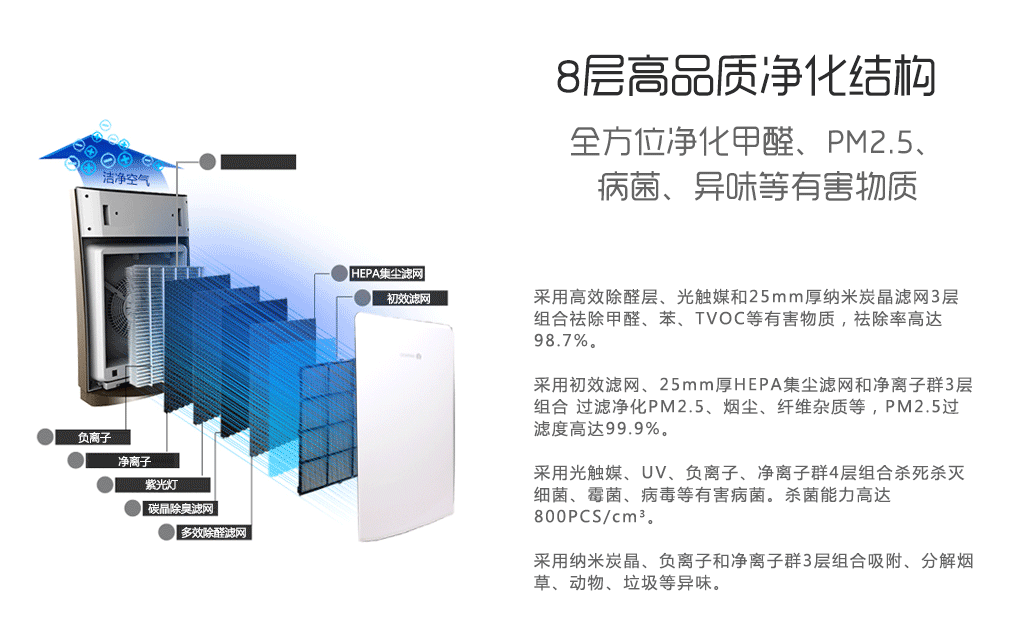 8层高品质净化结构
全方位净化甲醛、PM2.5、
病菌、异味等有害物质
洁净空气
HEPA集尘滤网
初效滤网
负离子
净离子
紫光灯
碳晶除臭滤网
多效除醛滤网
采用高效除醛层、光触媒和25mm厚纳米炭晶滤网3层
组合祛除甲醛、苯、TVOC等有害物质，祛除率高达
98.7%。
采用初效滤网、25mm厚HEPA集尘滤网和净离子群3层
组合 过滤净化PM2.5、烟尘、纤维杂质等，PM2.5过
滤度高达99.9%。
采用光触媒、UV、负离子、净离子群4层组合杀死杀灭
细菌、霉菌、病毒等有害病菌。杀菌能力高达
800PCS/cm³。
采用纳米炭晶、负离子和净离子群3层组合吸附、分解烟
草、动物、垃圾等异味。